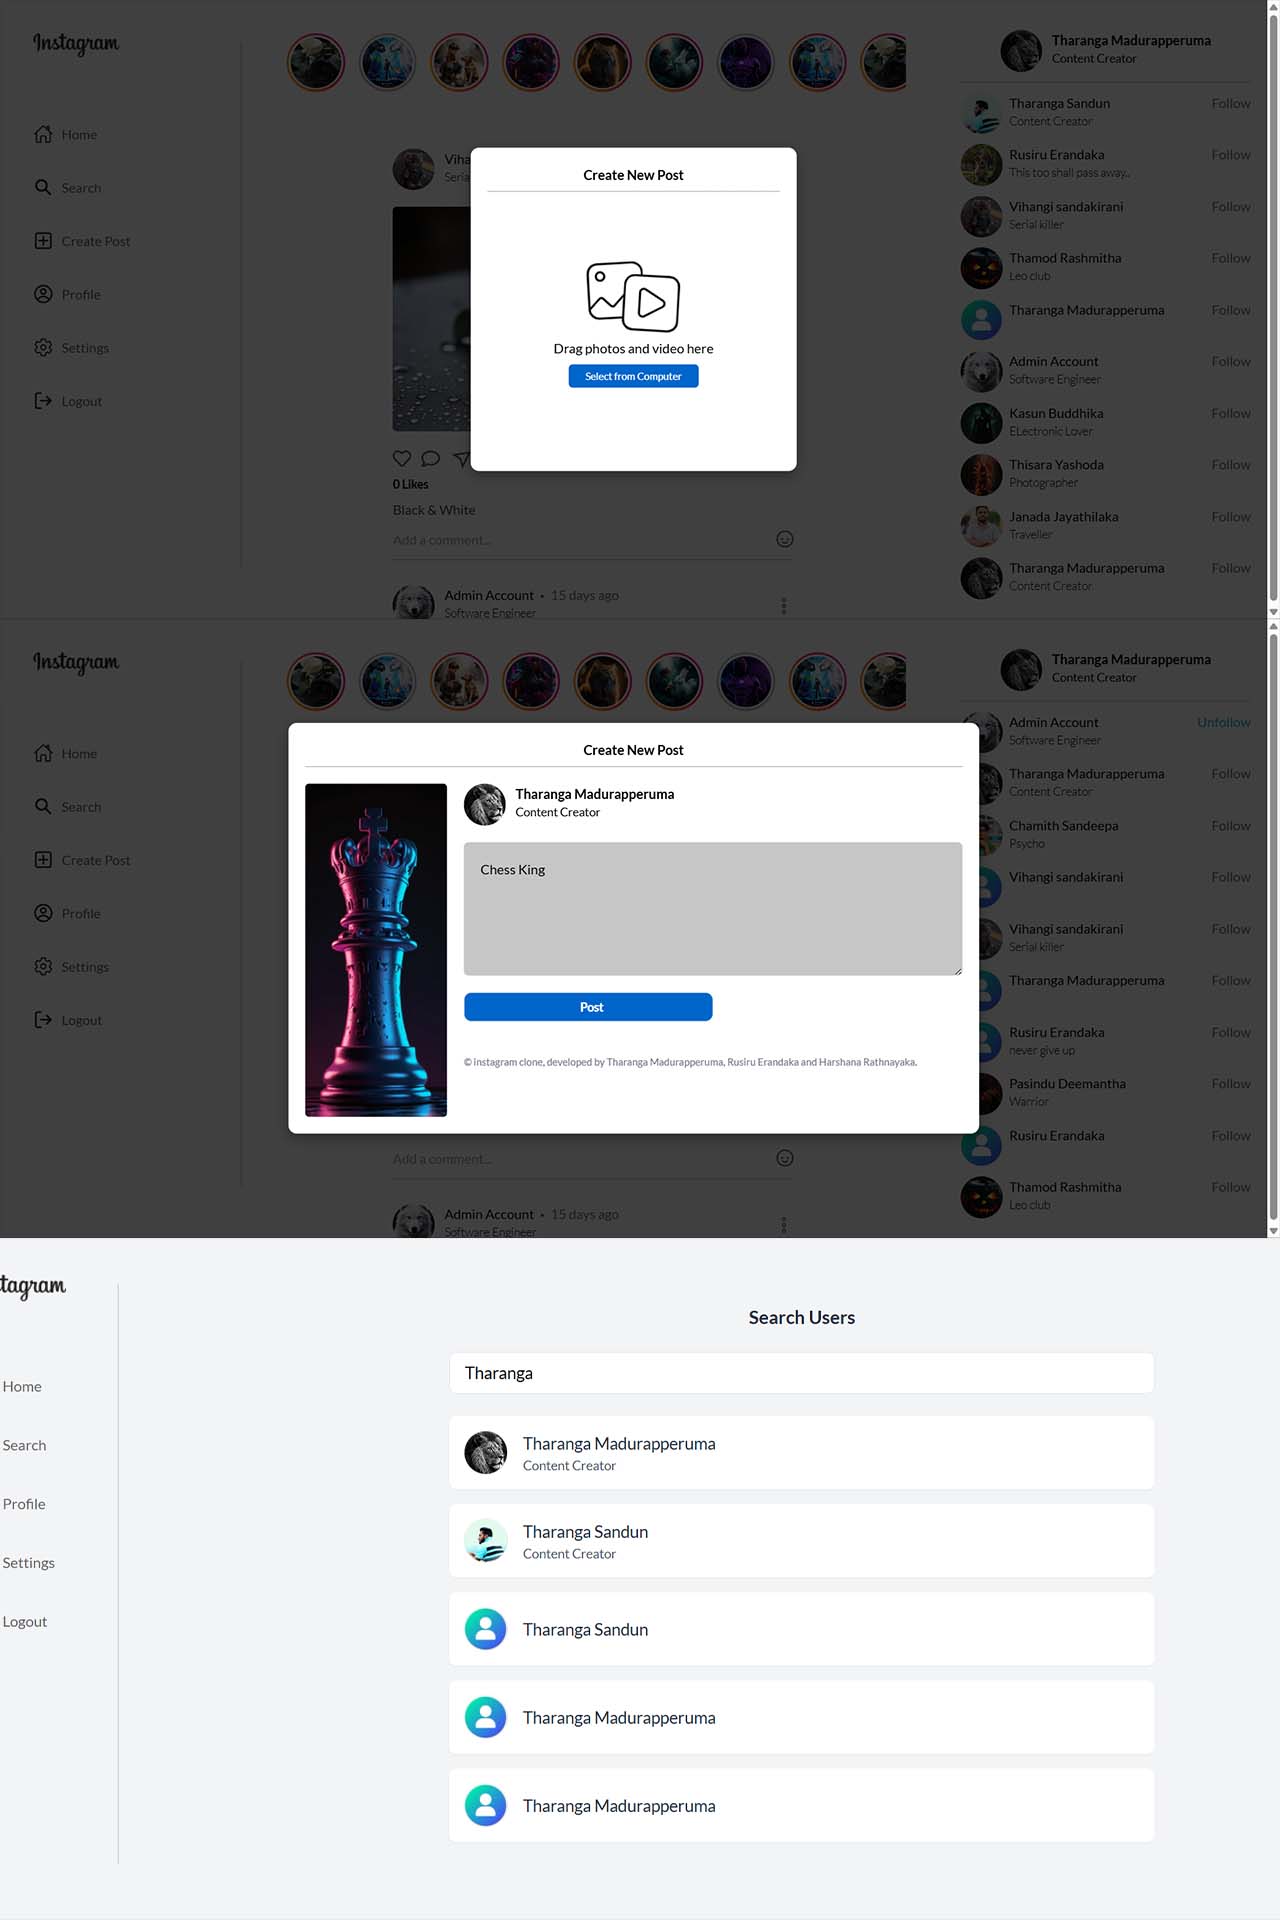 Instagram
Home
Search
Create Post
Profile
Settings
Logout
Viha
Seria
Create New Post
Drag photos and video here
Select from Computer
0 Likes
Black & White
Add a comment...
Admin Account • 15 days ago
Software Engineer
Tharanga Madurapperuma
Content Creator
Tharanga Sandun
Content Creator
Follow
Rusiru Erandaka
This too shall pass away..
Follow
Vihangi sandakirani
Serial killer
Follow
Thamod Rashmitha
Leo club
Follow
Tharanga Madurapperuma
Follow
Admin Account
Software Engineer
Follow
Kasun Buddhika
ELectronic Lover
Follow
Thisara Yashoda
Photographer
Follow
Janada Jayathilaka
Traveller
Follow
Tharanga Madurapperuma
Content Creator
Follow
Instagram
Home
Search
Create Post
Profile
Settings
Logout
Create New Post
Tharanga Madurapperuma
Content Creator
Chess King
Post
© Instagram clone, developed by Tharanga Madurapperuma, Rusiru Erandaka and Harshana Rathnayaka.
Add a comment...
Admin Account • 15 days ago
Software Engineer
Tharanga Madurapperuma
Content Creator
Admin Account
Software Engineer
Unfollow
Tharanga Madurapperuma
Content Creator
Follow
Chamith Sandeepa
Psycho
Follow
Vihangi sandakirani
Follow
Vihangi sandakirani
Serial killer
Follow
Tharanga Madurapperuma
Follow
Rusiru Erandaka
never give up
Follow
Pasindu Deemantha
Warrior
Follow
Rusiru Erandaka
Follow
Thamod Rashmitha
Leo club
Follow
tagram
Home
Search
Profile
Settings
Logout
Search Users
Tharanga
Tharanga Madurapperuma
Content Creator
Tharanga Sandun
Content Creator
Tharanga Sandun
Tharanga Madurapperuma
Tharanga Madurapperuma